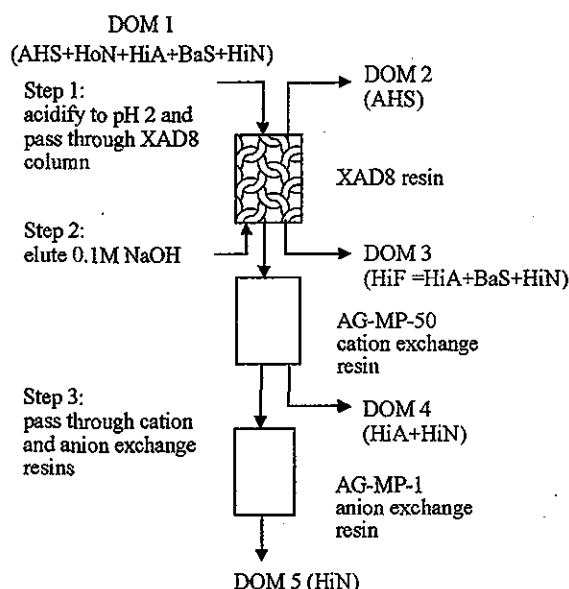 DOM 1
(AHS+HoN+HiA+BaS+HiN)
Step 1:
acidify to pH 2 and
pass through XAD8
column
DOM 2
(AHS)
XAD8 resin
Step 2:
elute 0.1M NaOH
DOM 3
(HiF =HiA+BaS+HiN)
AG-MP-50
cation exchange
resin
Step 3:
pass through cation
and anion exchange
resins
DOM 4
(HiA+HiN)
AG-MP-1
anion exchange
resin
DOM 5 (HiN)